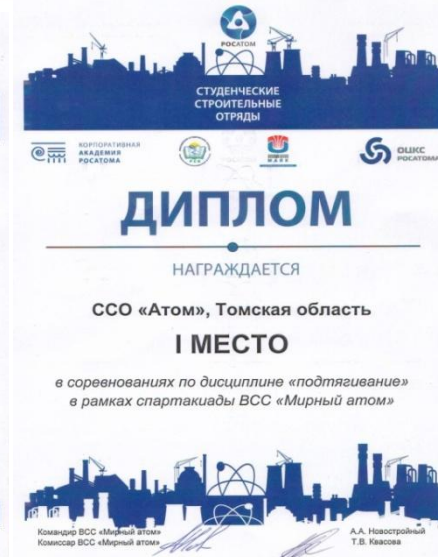 РОСАТОМ
СТУДЕНЧЕСКИЕ
СТРОИТЕЛЬНЫЕ
ОТРЯДЫ
КОРПОРАТИВНАЯ
АКАДЕМИЯ
РОСАТОМА
ОЦКС
РОСАТОМА
ДИПЛОМ
НАГРАЖДАЕТСЯ
ССО «Атом», Томская область
I МЕСТО
в соревнованиях по дисциплине «подтягивание»
в рамках спартакиады ВСС «Мирный атом»
Командир ВСС «Мирный атом» А.А. Новостройный
Комиссар ВСС «Мирный атом» Т.В. Квасова